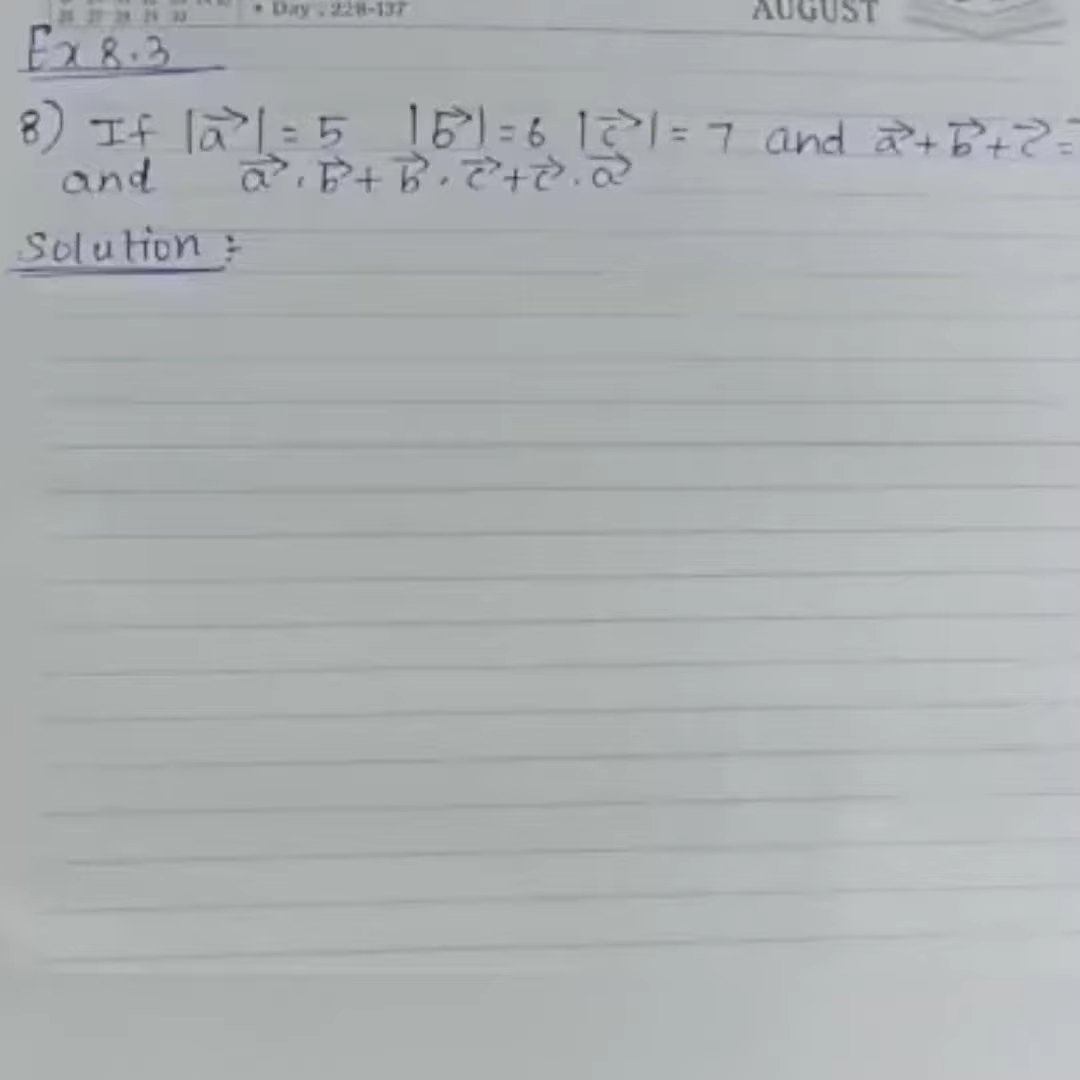 • Day . 228-137
AUGUST
Ex 8.3
8) If |a⃗| = 5 |b⃗| = 6 |c⃗| = 7 and a⃗ + b⃗ + c⃗ =
and a⃗ . b⃗ + b⃗ . c⃗ + c⃗ . a⃗
Solution :